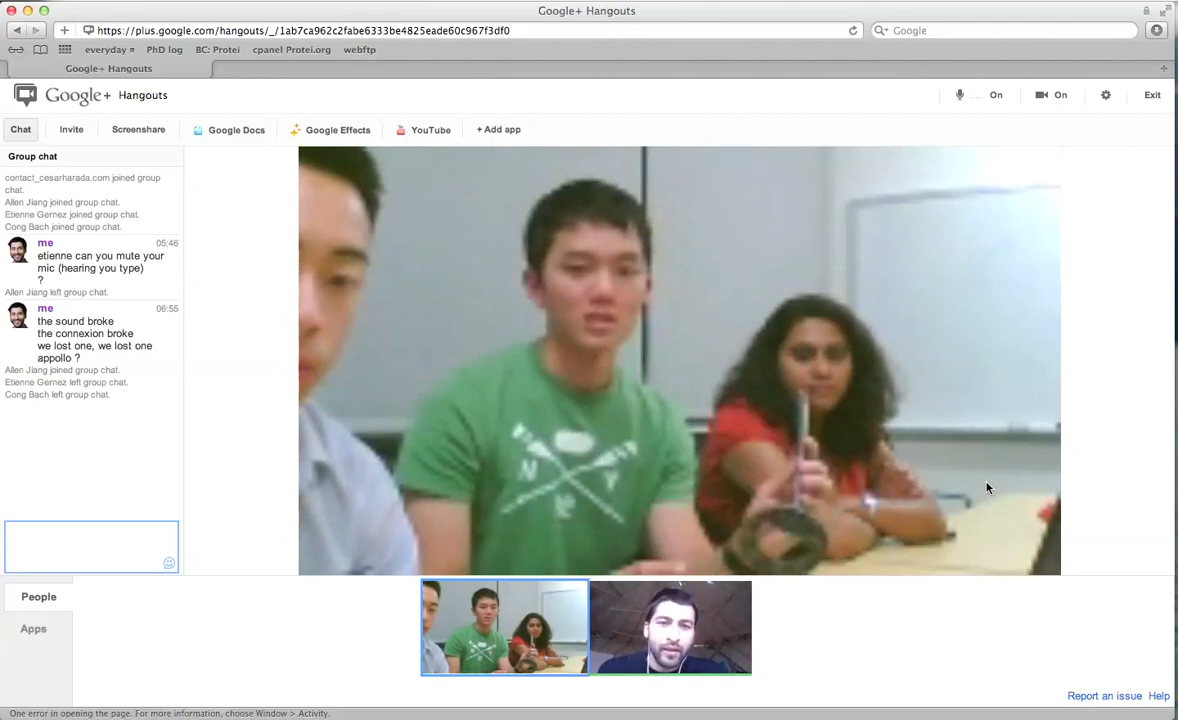 Google+ Hangouts
https://plus.google.com/hangouts/_/1ab7ca962c2fabe6333be4825eade60c967f3df0
Google
everyday π PhD log BC: Protei cpanel Protei.org webftp
Google+ Hangouts
Google+ Hangouts
On On Exit
Chat Invite Screenshare Google Docs Google Effects YouTube + Add app
Group chat
contact_cesarharada.com joined group
chat.
Allen Jiang joined group chat.
Etienne Gernez joined group chat.
Cong Bach joined group chat.
me 05:46
etienne can you mute your
mic (hearing you type)
?
Allen Jiang left group chat.
me 06:55
the sound broke
the connexion broke
we lost one, we lost one
appollo ?
Allen Jiang joined group chat.
Etienne Gernez left group chat.
Cong Bach left group chat.
N Y
People
Apps
Report an issue Help
One error in opening the page. For more information, choose Window > Activity.